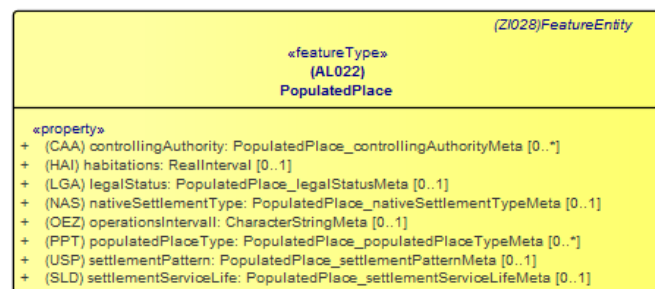 (ZI028)FeatureEntity
«featureType»
(AL022)
PopulatedPlace
«property»
+ (CAA) controllingAuthority: PopulatedPlace_controllingAuthorityMeta [0..*]
+ (HAI) habitations: RealInterval [0..1]
+ (LGA) legalStatus: PopulatedPlace_legalStatusMeta [0..1]
+ (NAS) nativeSettlementType: PopulatedPlace_nativeSettlementTypeMeta [0..1]
+ (OEZ) operationsIntervall: CharacterStringMeta [0..1]
+ (PPT) populatedPlaceType: PopulatedPlace_populatedPlaceTypeMeta [0..*]
+ (USP) settlementPattern: PopulatedPlace_settlementPatternMeta [0..1]
+ (SLD) settlementServiceLife: PopulatedPlace_settlementServiceLifeMeta [0..1]